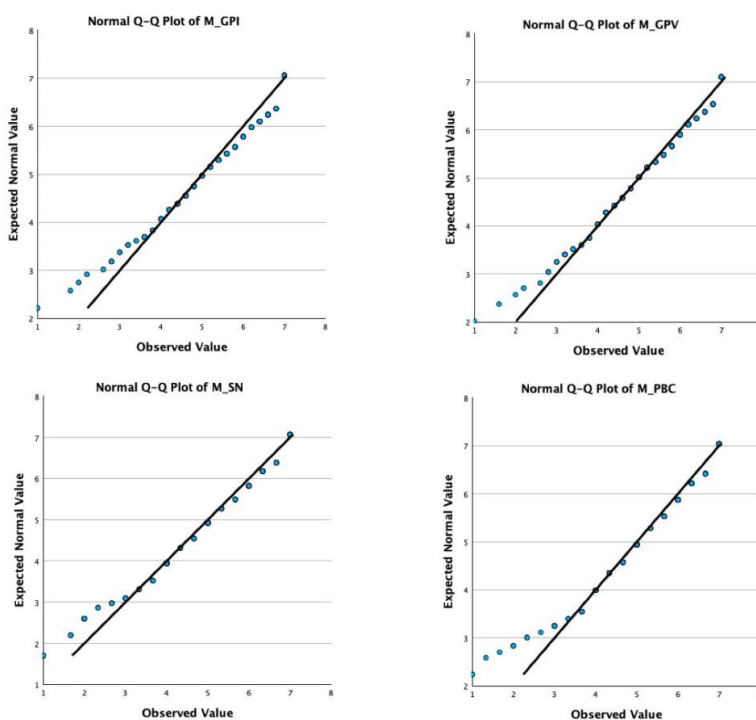 Normal Q-Q Plot of M_GPI
8
7
6
5
4
3
2
Expected Normal Value
1 2 3 4 5 6 7 8
Observed Value
Normal Q-Q Plot of M_GPV
8
7
6
5
4
3
2
Expected Normal Value
1 2 3 4 5 6 7
Observed Value
Normal Q-Q Plot of M_SN
8
7
6
5
4
3
2
1
Expected Normal Value
1 2 3 4 5 6 7 8
Observed Value
Normal Q-Q Plot of M_PBC
8
7
6
5
4
3
2
Expected Normal Value
1 2 3 4 5 6 7
Observed Value